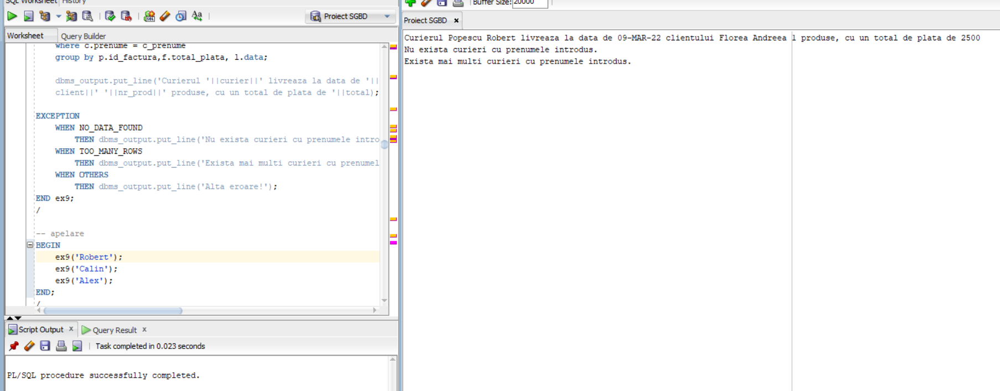 SQL Worksheet History
Proiect SGBD
Worksheet Query Builder
where c.prenume = c_prenume
group by p.id_factura,f.total_plata, l.data;
dbms_output.put_line('Curierul '||curier||' livreaza la data de '||
client||' '||nr_prod||' produse, cu un total de plata de '||total);
EXCEPTION
WHEN NO_DATA_FOUND
THEN dbms_output.put_line('Nu exista curieri cu prenumele intro
WHEN TOO_MANY_ROWS
THEN dbms_output.put_line('Exista mai multi curieri cu prenumel
WHEN OTHERS
THEN dbms_output.put_line('Alta eroare!');
END ex9;
/
-- apelare
BEGIN
ex9('Robert');
ex9('Calin');
ex9('Alex');
END;
/
Script Output x Query Result x
Task completed in 0.023 seconds
PL/SQL procedure successfully completed.
Buffer Size: 20000
Proiect SGBD x
Curierul Popescu Robert livreaza la data de 09-MAR-22 clientului Florea Andreea 1 produse, cu un total de plata de 2500
Nu exista curieri cu prenumele introdus.
Exista mai multi curieri cu prenumele introdus.